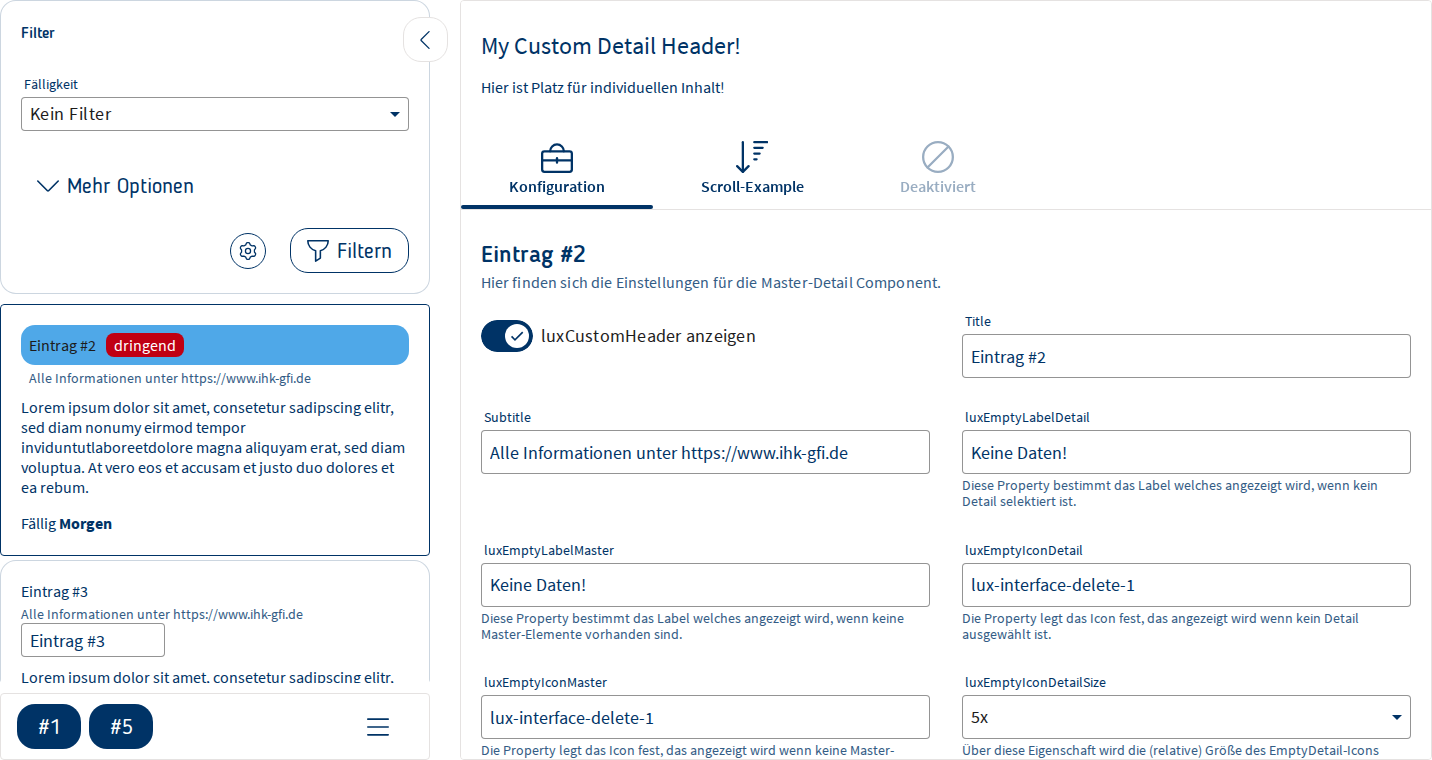 Filter
Fälligkeit
Kein Filter
Mehr Optionen
Filtern
Eintrag #2 dringend
Alle Informationen unter https://www.ihk-gfi.de
Lorem ipsum dolor sit amet, consetetur sadipscing elitr,
sed diam nonumy eirmod tempor
inviduntutlaboreetdolore magna aliquyam erat, sed diam
voluptua. At vero eos et accusam et justo duo dolores et
ea rebum.
Fällig Morgen
Eintrag #3
Alle Informationen unter https://www.ihk-gfi.de
Eintrag #3
Lorem ipsum dolor sit amet, consetetur sadipscing elitr,
#1 #5
My Custom Detail Header!
Hier ist Platz für individuellen Inhalt!
Konfiguration Scroll-Example Deaktiviert
Eintrag #2
Hier finden sich die Einstellungen für die Master-Detail Component.
luxCustomHeader anzeigen
Title
Eintrag #2
Subtitle
Alle Informationen unter https://www.ihk-gfi.de
luxEmptyLabelDetail
Keine Daten!
Diese Property bestimmt das Label welches angezeigt wird, wenn kein
Detail selektiert ist.
luxEmptyLabelMaster
Keine Daten!
Diese Property bestimmt das Label welches angezeigt wird, wenn keine
Master-Elemente vorhanden sind.
luxEmptyIconDetail
lux-interface-delete-1
Die Property legt das Icon fest, das angezeigt wird wenn kein Detail
ausgewählt ist.
luxEmptyIconMaster
lux-interface-delete-1
Die Property legt das Icon fest, das angezeigt wird wenn keine Master-
luxEmptyIconDetailSize
5x
Über diese Eigenschaft wird die (relative) Größe des EmptyDetail-Icons